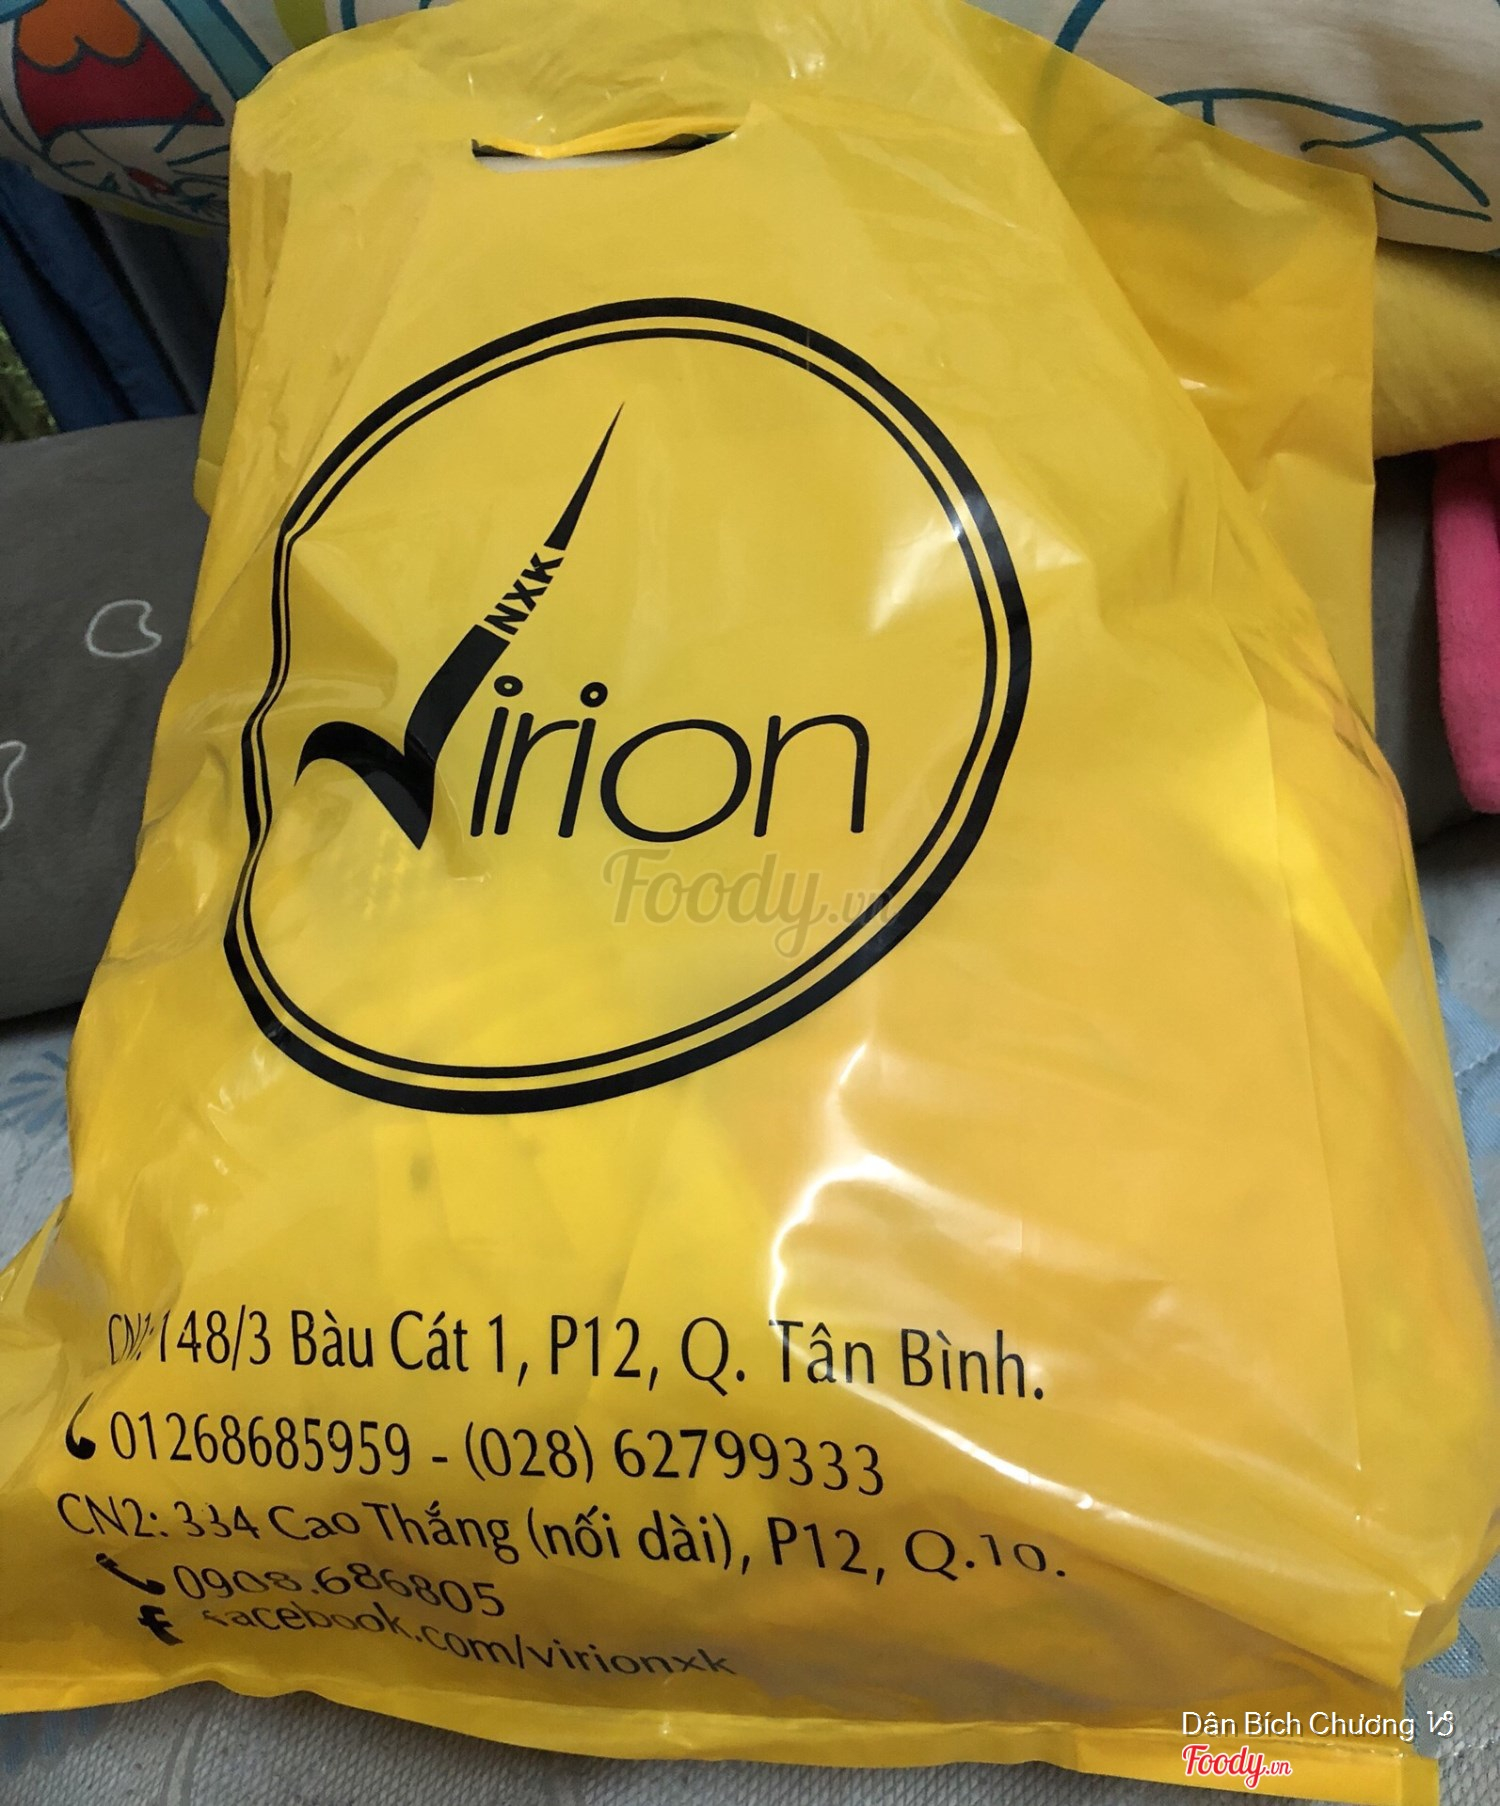 NXK
Virion
Foody.vn
CN1: 148/3 Bàu Cát 1, P12, Q. Tân Bình.
01268685959 - (028) 62799333
CN2: 334 Cao Thắng (nối dài), P12, Q.10.
0908.686805
facebook.com/virionxk
Dân Bích Chương
Foody.vn